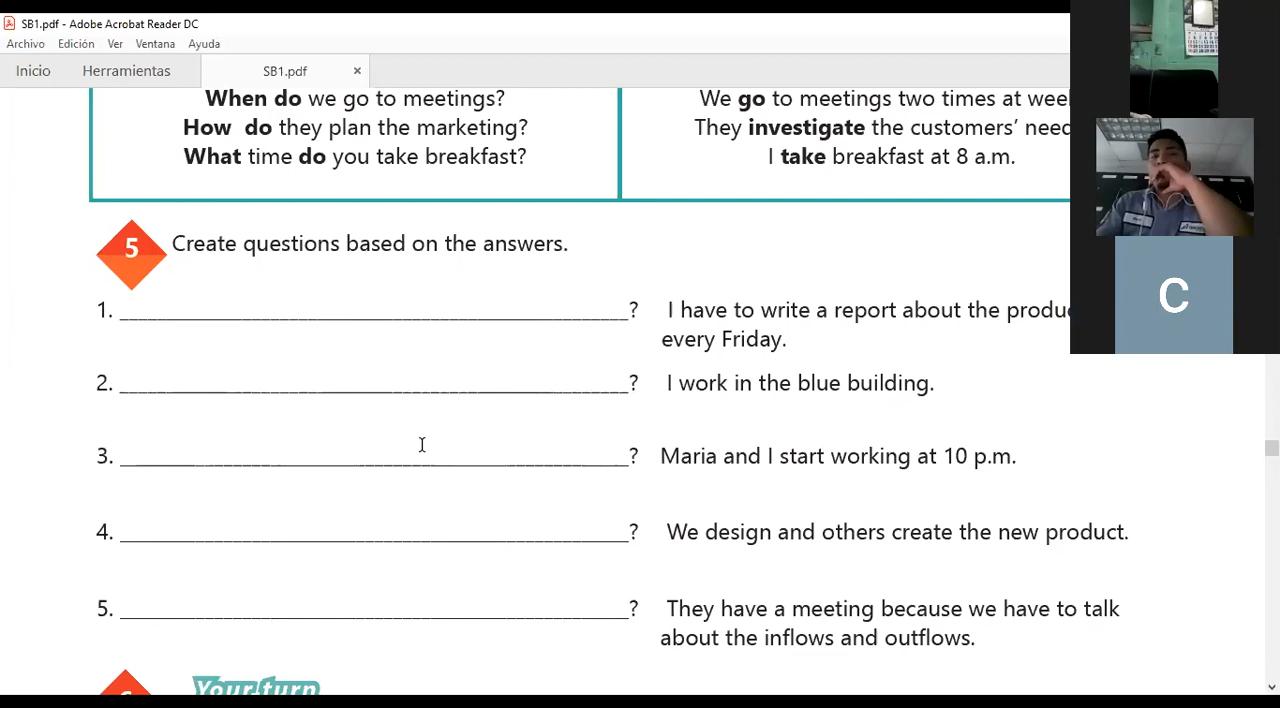 SB1.pdf - Adobe Acrobat Reader DC
Archivo Edición Ver Ventana Ayuda
Inicio Herramientas SB1.pdf ×
When do we go to meetings? We go to meetings two times at
How do they plan the marketing? They investigate the customers’
What time do you take breakfast? I take breakfast at 8 a.m.
5 Create questions based on the answers.
1. ______________________________? I have to write a report about the
every Friday.
2. ______________________________? I work in the blue building.
3. ______________________________? Maria and I start working at 10 p.m.
4. ______________________________? We design and others create the new product.
5. ______________________________? They have a meeting because we have to talk
about the inflows and outflows.
Your turn
C